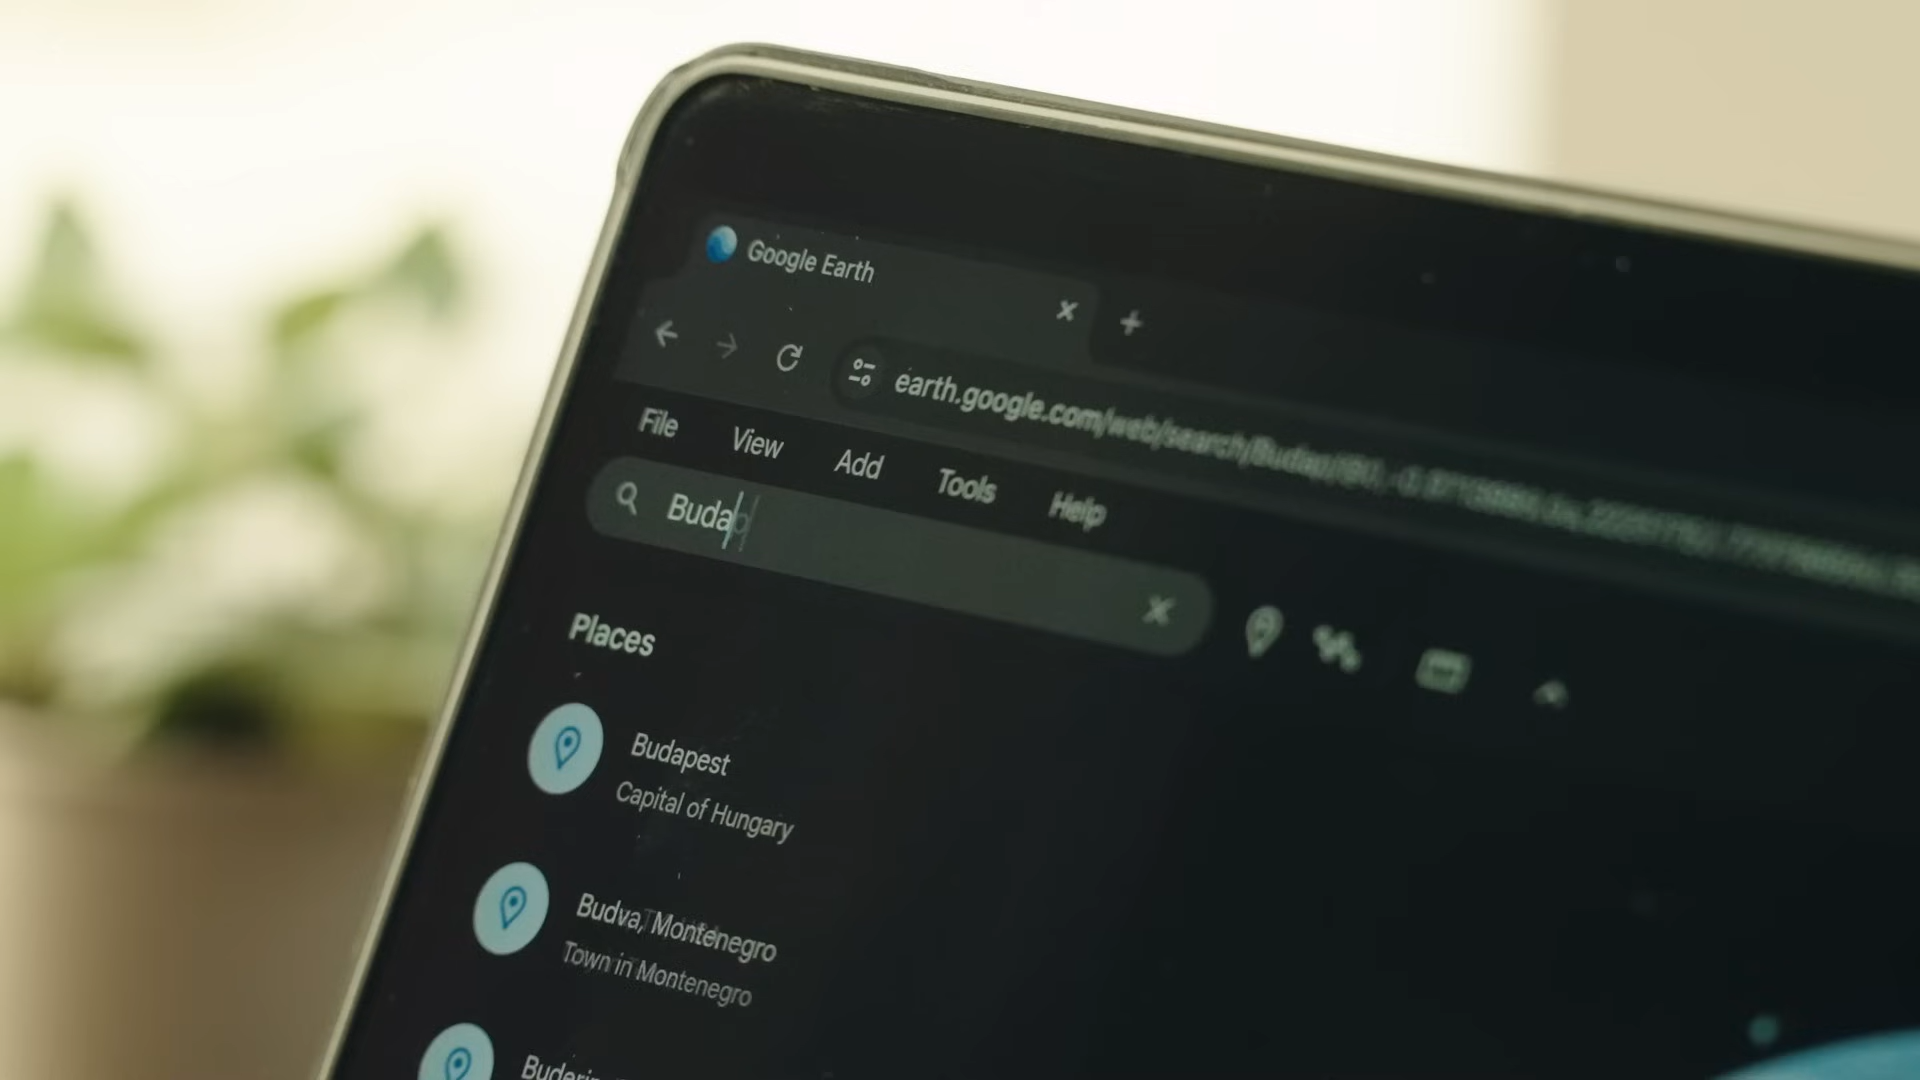 Google Earth
earth.google.com/web/search/Budap
File View Add Tools Help
Buda
Places
Budapest
Capital of Hungary
Budva, Montenegro
Town in Montenegro